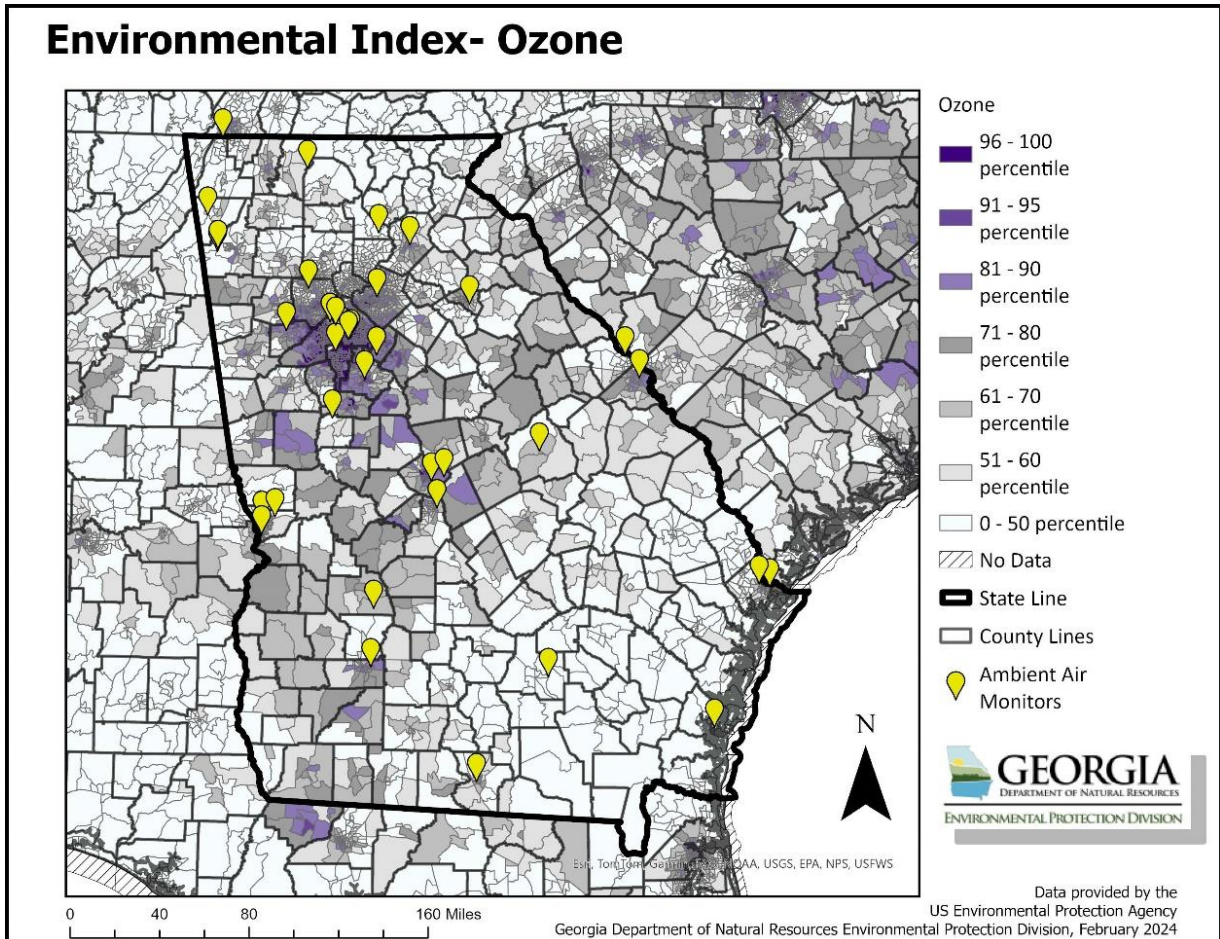 Environmental Index- Ozone
Ozone
96 - 100
percentile
91 - 95
percentile
81 - 90
percentile
71 - 80
percentile
61 - 70
percentile
51 - 60
percentile
0 - 50 percentile
No Data
State Line
County Lines
Ambient Air
Monitors
N
GEORGIA
DEPARTMENT OF NATURAL RESOURCES
ENVIRONMENTAL PROTECTION DIVISION
Esri, TomTom, USGS, EPA, NPS, USFWS
0 40 80 160 Miles
Data provided by the
US Environmental Protection Agency
Georgia Department of Natural Resources Environmental Protection Division, February 2024